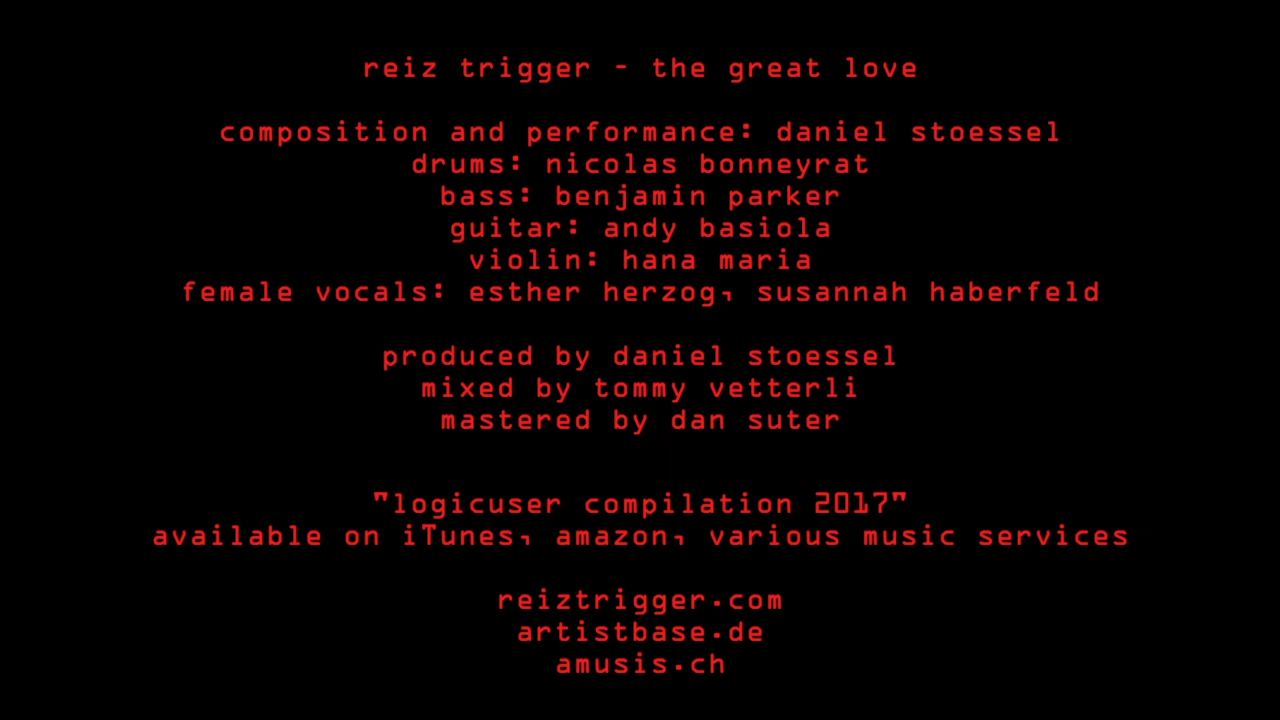 reiz trigger - the great love
composition and performance: daniel stoessel
drums: nicolas bonneyrat
bass: benjamin parker
guitar: andy basiola
violin: hana maria
female vocals: esther herzog, susannah haberfeld
produced by daniel stoessel
mixed by tommy vetterli
mastered by dan suter
"logicuser compilation 2017"
available on iTunes, amazon, various music services
reiztrigger.com
artistbase.de
amusis.ch